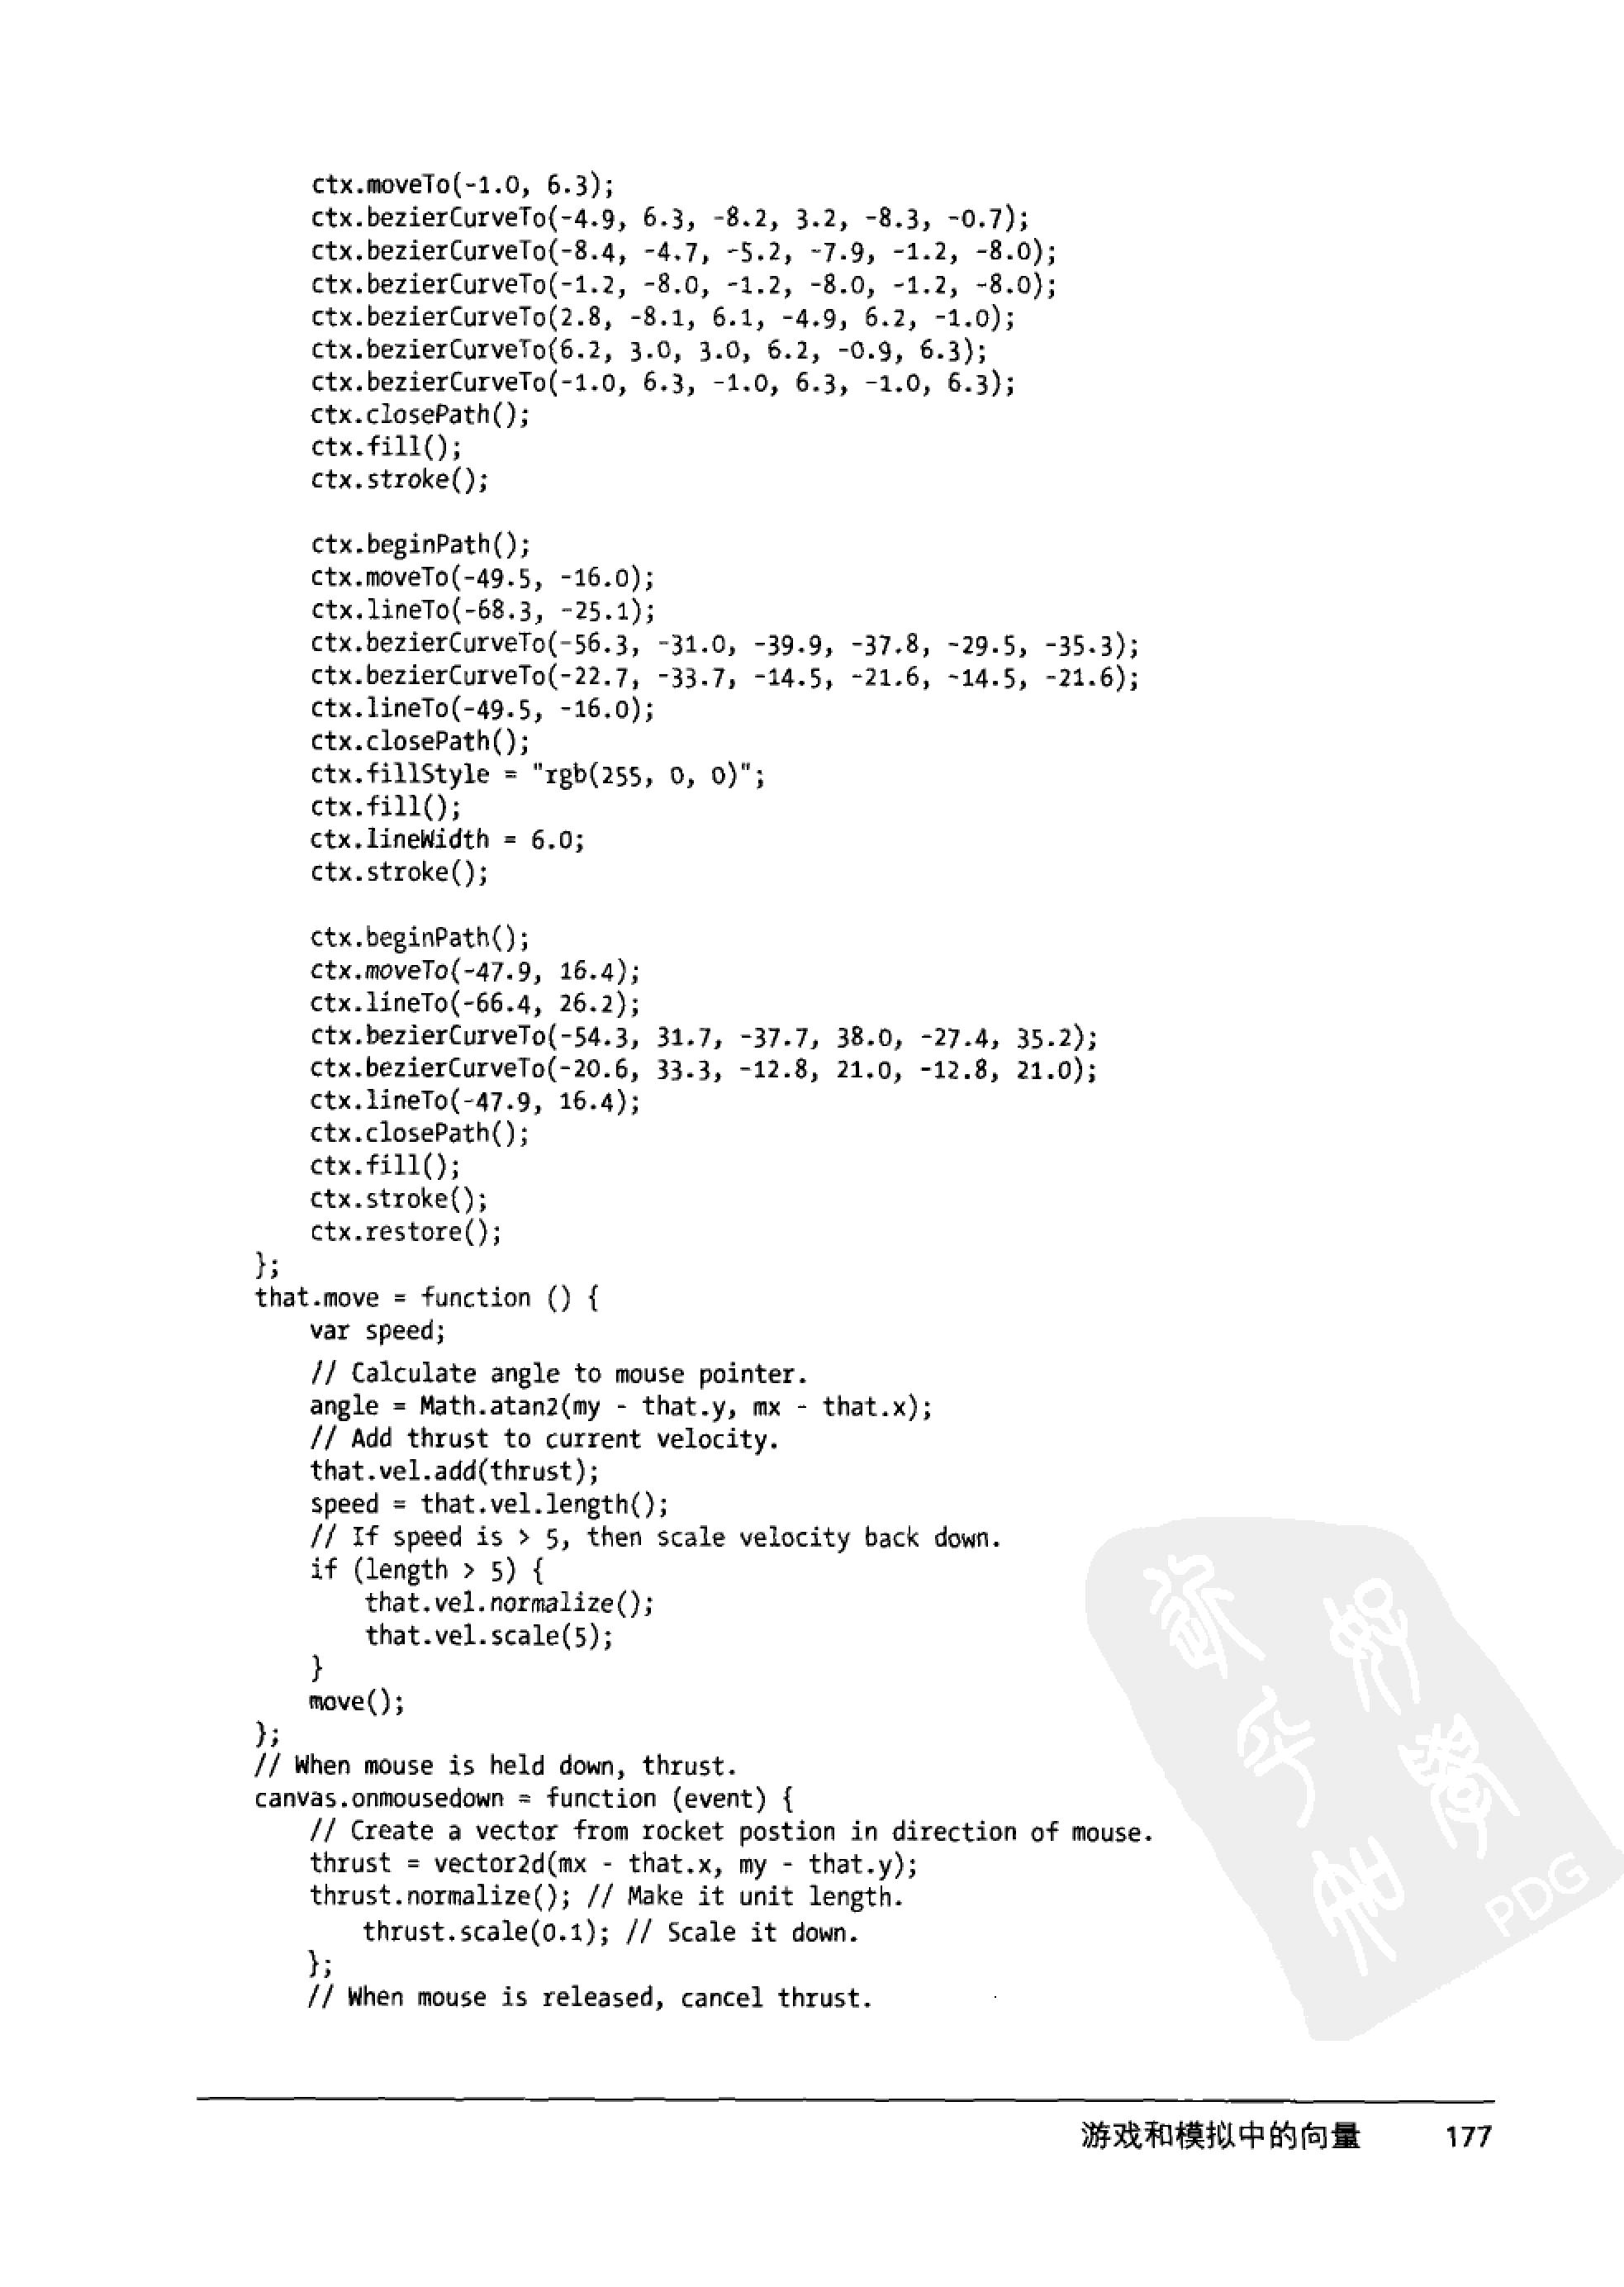 ctx.moveTo(-1.0, 6.3);
ctx.bezierCurveTo(-4.9, 6.3, -8.2, 3.2, -8.3, -0.7);
ctx.bezierCurveTo(-8.4, -4.7, -5.2, -7.9, -1.2, -8.0);
ctx.bezierCurveTo(-1.2, -8.0, -1.2, -8.0, -1.2, -8.0);
ctx.bezierCurveTo(2.8, -8.1, 6.1, -4.9, 6.2, -1.0);
ctx.bezierCurveTo(6.2, 3.0, 3.0, 6.2, -0.9, 6.3);
ctx.bezierCurveTo(-1.0, 6.3, -1.0, 6.3, -1.0, 6.3);
ctx.closePath();
ctx.fill();
ctx.stroke();
ctx.beginPath();
ctx.moveTo(-49.5, -16.0);
ctx.lineTo(-68.3, -25.1);
ctx.bezierCurveTo(-56.3, -31.0, -39.9, -37.8, -29.5, -35.3);
ctx.bezierCurveTo(-22.7, -33.7, -14.5, -21.6, -14.5, -21.6);
ctx.lineTo(-49.5, -16.0);
ctx.closePath();
ctx.fillStyle = "rgb(255, 0, 0)";
ctx.fill();
ctx.lineWidth = 6.0;
ctx.stroke();
ctx.beginPath();
ctx.moveTo(-47.9, 16.4);
ctx.lineTo(-66.4, 26.2);
ctx.bezierCurveTo(-54.3, 31.7, -37.7, 38.0, -27.4, 35.2);
ctx.bezierCurveTo(-20.6, 33.3, -12.8, 21.0, -12.8, 21.0);
ctx.lineTo(-47.9, 16.4);
ctx.closePath();
ctx.fill();
ctx.stroke();
ctx.restore();
};
that.move = function () {
var speed;
// Calculate angle to mouse pointer.
angle = Math.atan2(my - that.y, mx - that.x);
// Add thrust to current velocity.
that.vel.add(thrust);
speed = that.vel.length();
// If speed is > 5, then scale velocity back down.
if (length > 5) {
that.vel.normalize();
that.vel.scale(5);
}
move();
};
// When mouse is held down, thrust.
canvas.onmousedown = function (event) {
// Create a vector from rocket postion in direction of mouse.
thrust = vector2d(mx - that.x, my - that.y);
thrust.normalize(); // Make it unit length.
thrust.scale(0.1); // Scale it down.
};
// When mouse is released, cancel thrust.
PDG
游戏和模拟中的向量 177